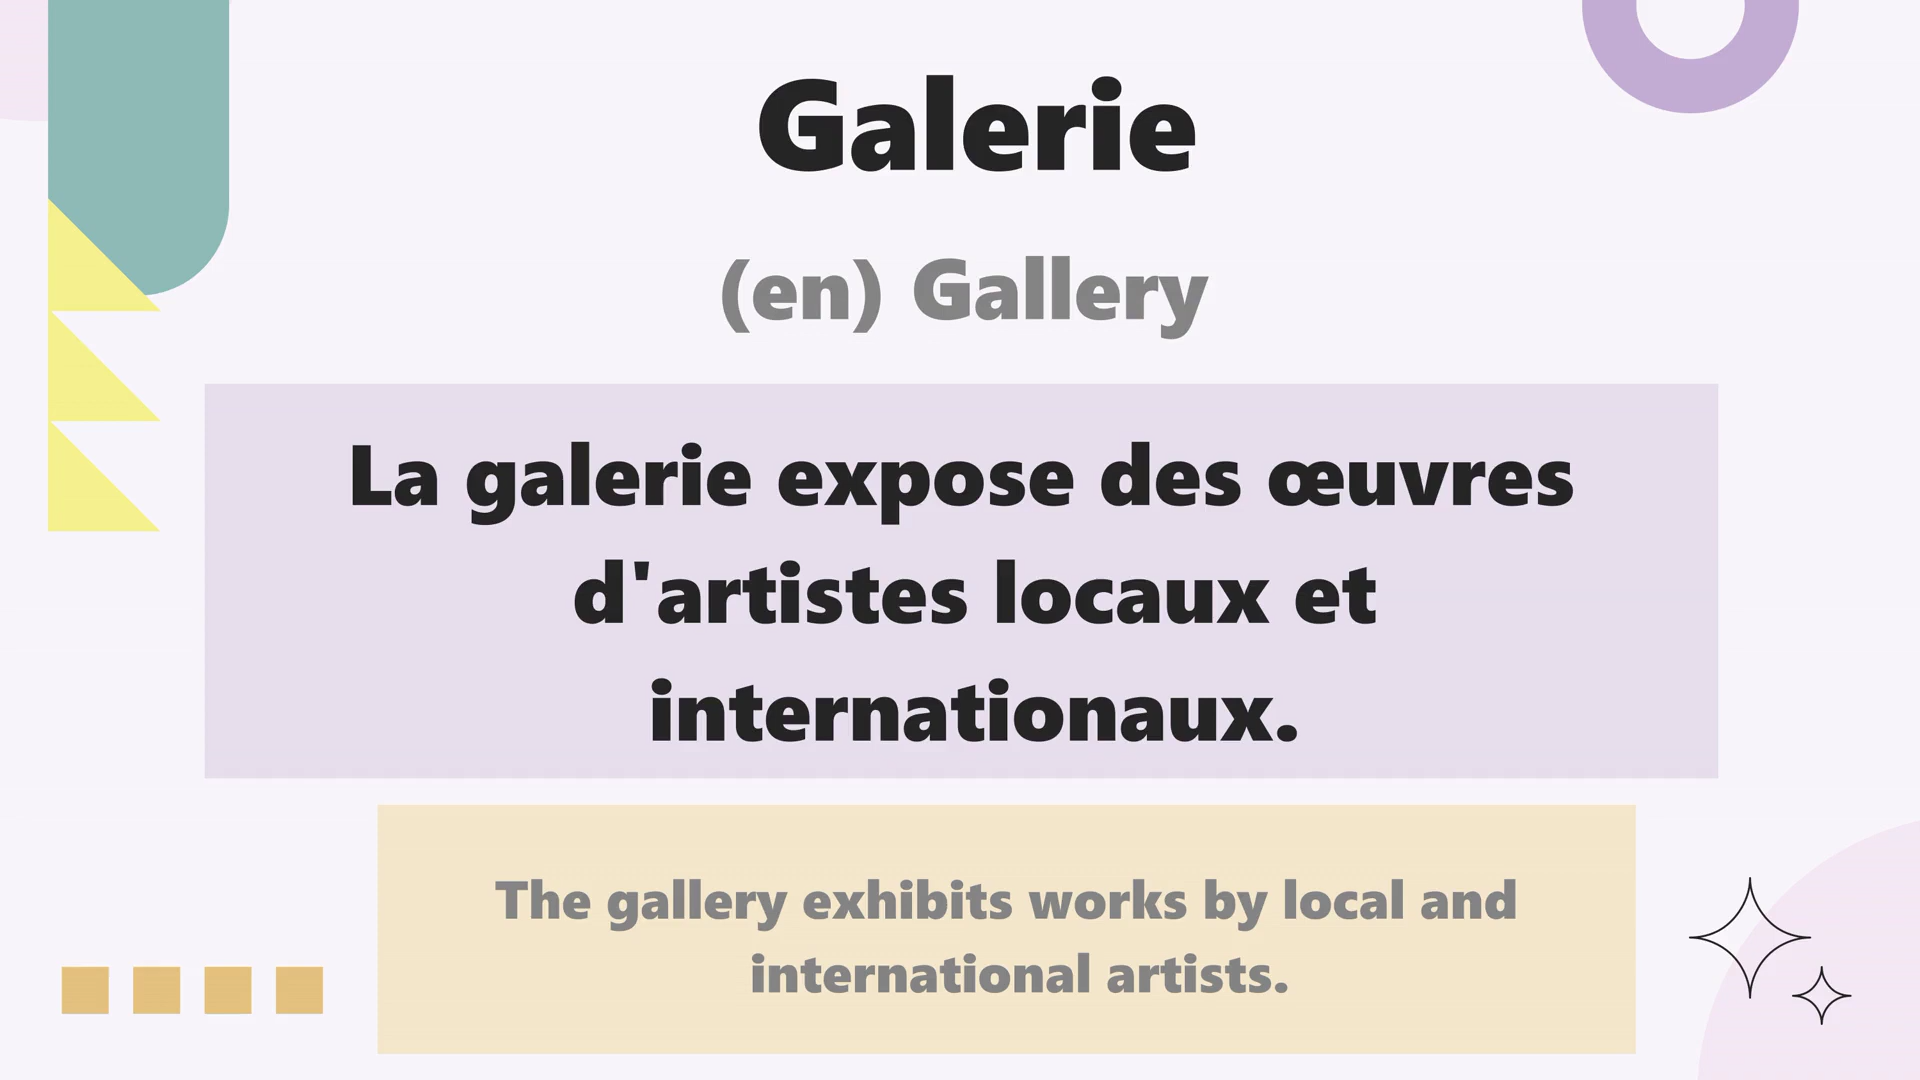 Galerie
(en) Gallery
La galerie expose des œuvres
d'artistes locaux et
internationaux.
The gallery exhibits works by local and
international artists.